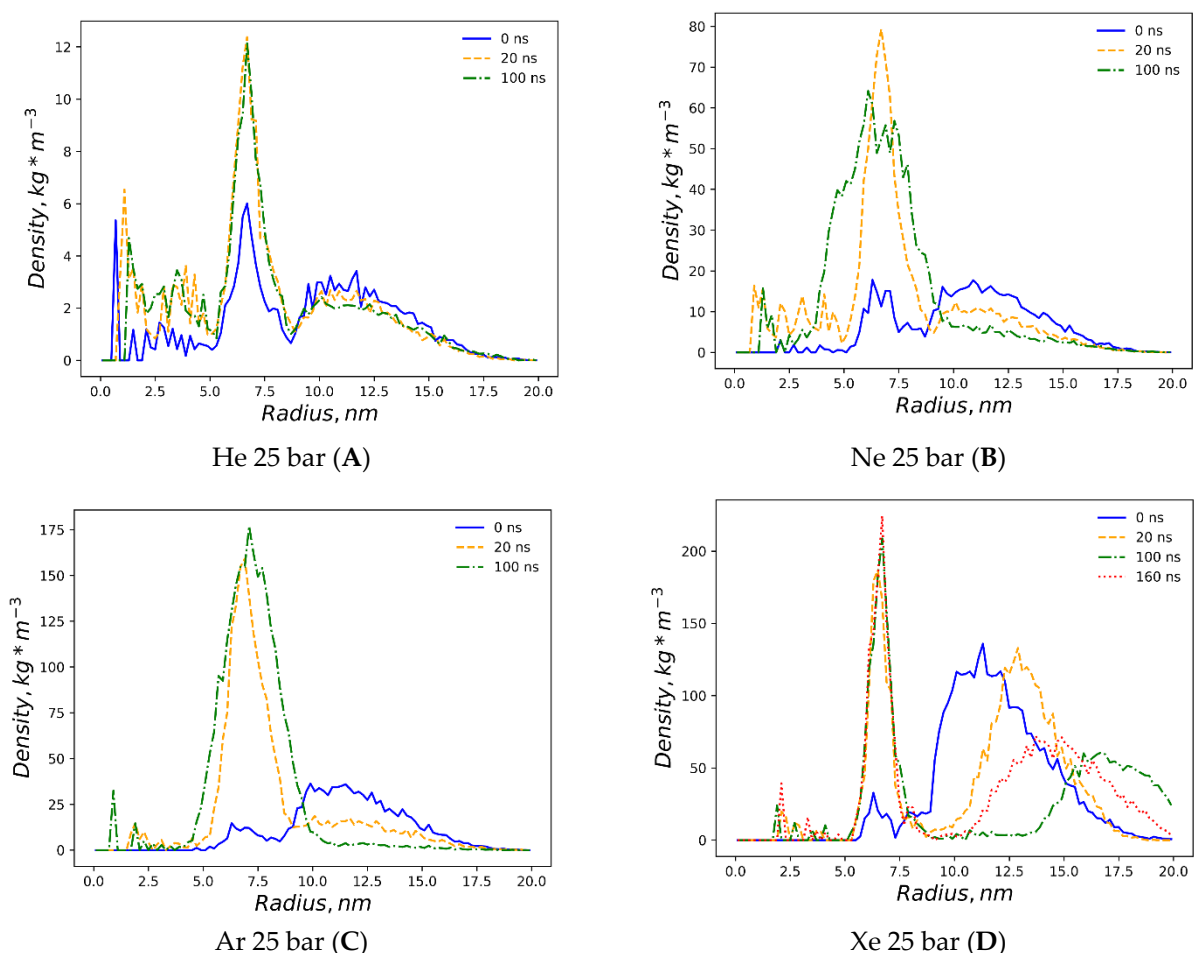 0 ns
20 ns
100 ns
12
10
8
6
4
2
0
Density, kg*m⁻³
0.0 2.5 5.0 7.5 10.0 12.5 15.0 17.5 20.0
Radius, nm
He 25 bar (A)
0 ns
20 ns
100 ns
80
70
60
50
40
30
20
10
0
Density, kg*m⁻³
0.0 2.5 5.0 7.5 10.0 12.5 15.0 17.5 20.0
Radius, nm
Ne 25 bar (B)
0 ns
20 ns
100 ns
175
150
125
100
75
50
25
0
Density, kg*m⁻³
0.0 2.5 5.0 7.5 10.0 12.5 15.0 17.5 20.0
Radius, nm
Ar 25 bar (C)
0 ns
20 ns
100 ns
160 ns
200
150
100
50
0
Density, kg*m⁻³
0.0 2.5 5.0 7.5 10.0 12.5 15.0 17.5 20.0
Radius, nm
Xe 25 bar (D)